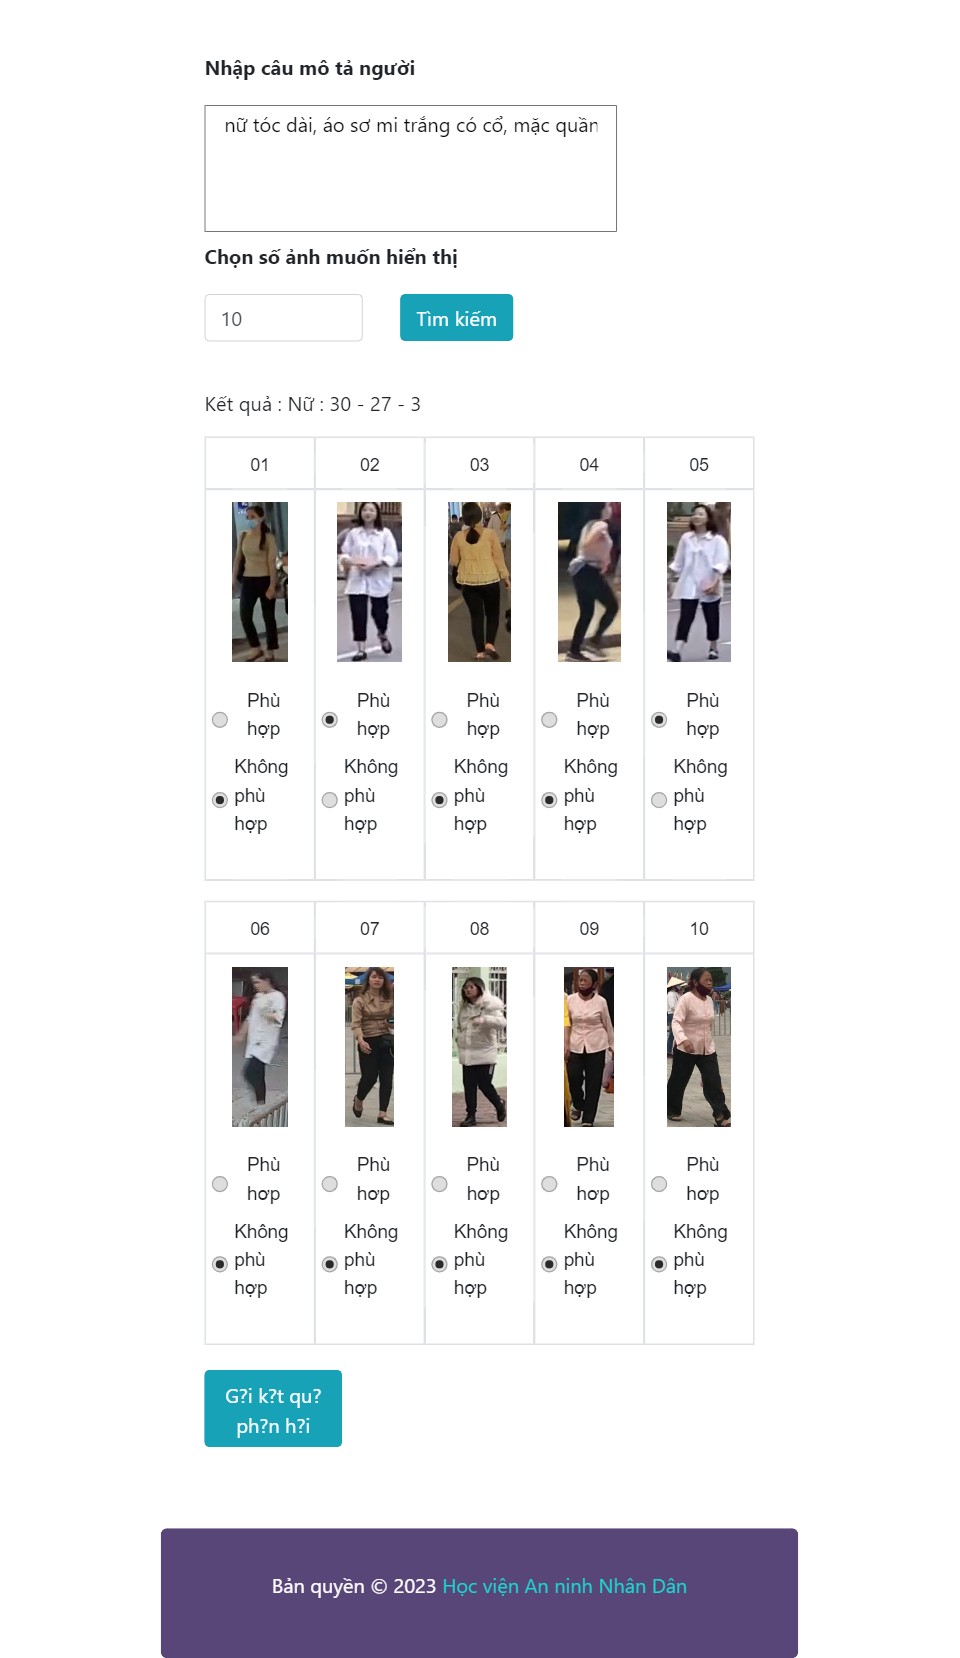 Nhập câu mô tả người
nữ tóc dài, áo sơ mi trắng có cổ, mặc quần
Chọn số ảnh muốn hiển thị
10
Tìm kiếm
Kết quả : Nữ : 30 - 27 - 3
01 02 03 04 05
Phù Phù Phù Phù Phù
hợp hợp hợp hợp hợp
Không Không Không Không Không
phù phù phù phù phù
hợp hợp hợp hợp hợp
06 07 08 09 10
Phù Phù Phù Phù Phù
hơp hơp hơp hơp hơp
Không Không Không Không Không
phù phù phù phù phù
hợp hợp hợp hợp hợp
G?i k?t qu?
ph?n h?i
Bản quyền © 2023 Học viện An ninh Nhân Dân